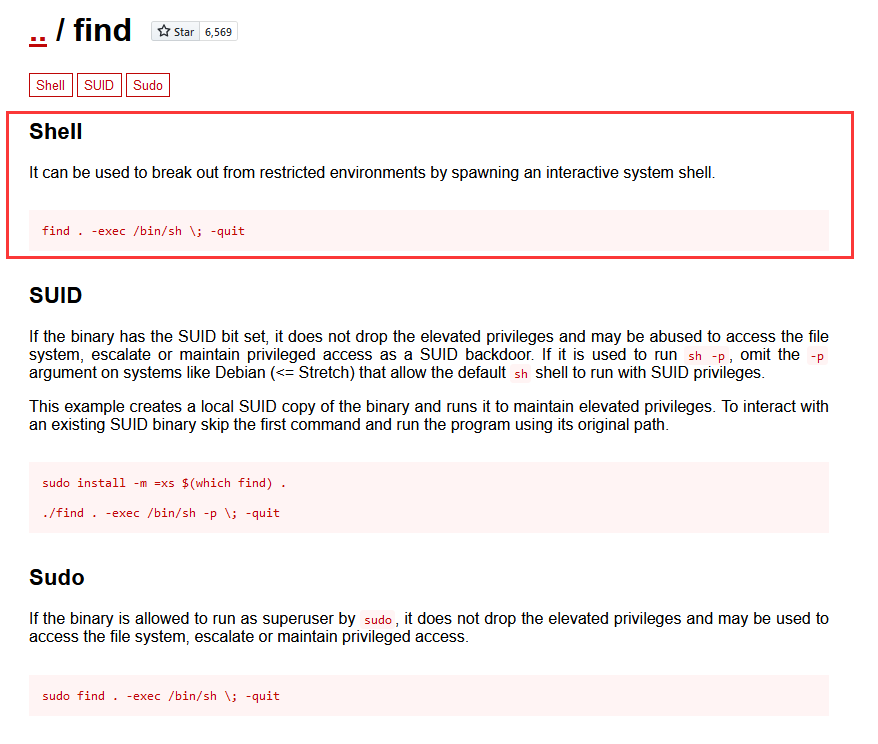 .. / find
Star 6,569
Shell SUID Sudo
Shell
It can be used to break out from restricted environments by spawning an interactive system shell.
find . -exec /bin/sh \; -quit
SUID
If the binary has the SUID bit set, it does not drop the elevated privileges and may be abused to access the file
system, escalate or maintain privileged access as a SUID backdoor. If it is used to run sh -p, omit the -p
argument on systems like Debian (<= Stretch) that allow the default sh shell to run with SUID privileges.
This example creates a local SUID copy of the binary and runs it to maintain elevated privileges. To interact with
an existing SUID binary skip the first command and run the program using its original path.
sudo install -m =xs $(which find) .
./find . -exec /bin/sh -p \; -quit
Sudo
If the binary is allowed to run as superuser by sudo, it does not drop the elevated privileges and may be used to
access the file system, escalate or maintain privileged access.
sudo find . -exec /bin/sh \; -quit